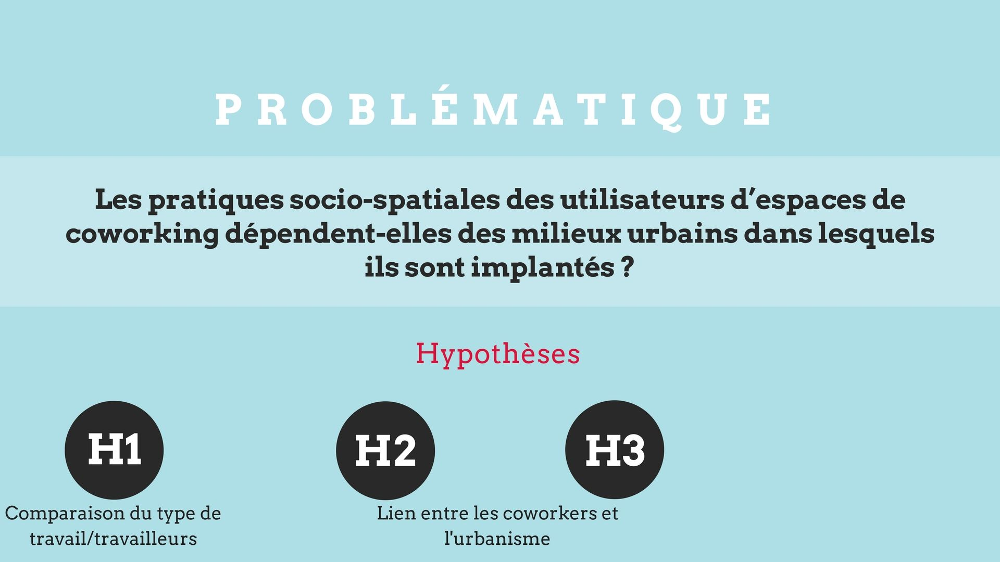 PROBLÉMATIQUE
Les pratiques socio-spatiales des utilisateurs d’espaces de
coworking dépendent-elles des milieux urbains dans lesquels
ils sont implantés ?
Hypothèses
H1
H2
H3
Comparaison du type de
travail/travailleurs
Lien entre les coworkers et
l'urbanisme